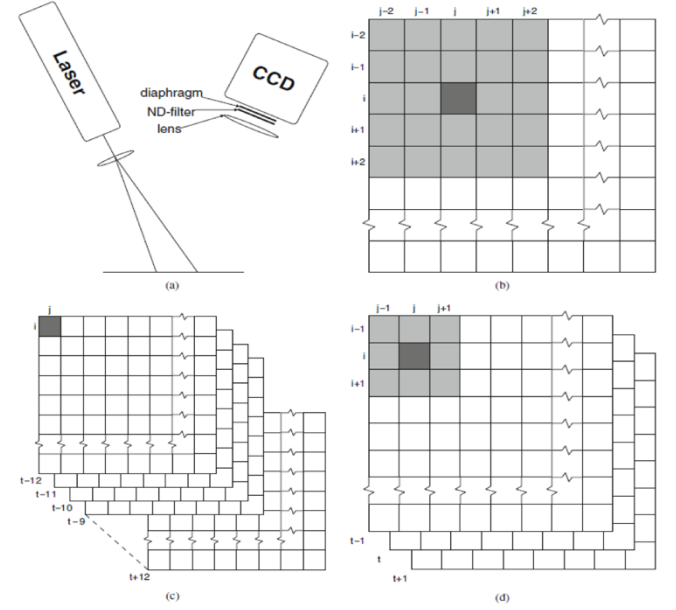 Laser
CCD
diaphragm
ND-filter
lens
(a)
j-2 j-1 j j+1 j+2
i-2
i-1
i
i+1
i+2
(b)
j
i
t-12
t-11
t-10
t-9
t+12
(c)
j-1 j j+1
i-1
i
i+1
t-1
t
t+1
(d)